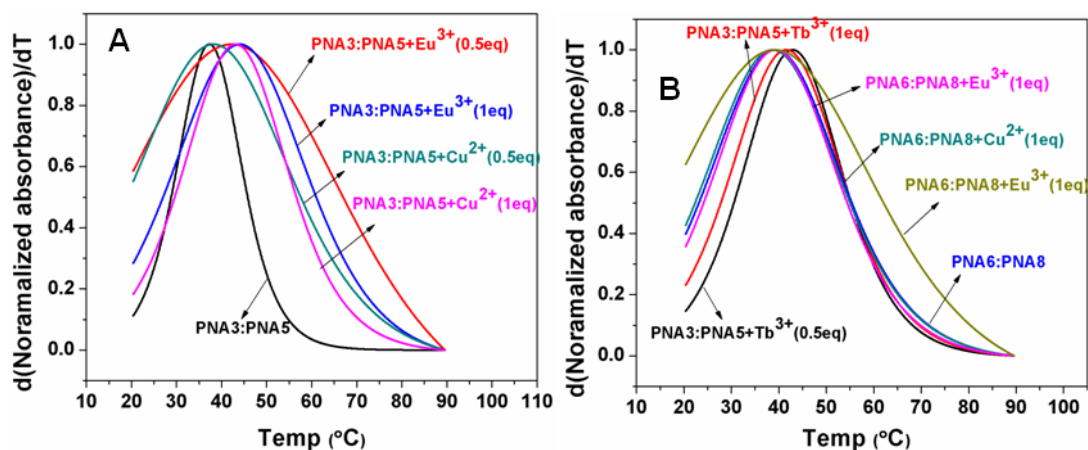 A
d(Noramalized absorbance)/dT
1.0
0.8
0.6
0.4
0.2
0.0
PNA3:PNA5+Eu3+(0.5eq)
PNA3:PNA5+Eu3+(1eq)
PNA3:PNA5+Cu2+(0.5eq)
PNA3:PNA5+Cu2+(1eq)
PNA3:PNA5
10 20 30 40 50 60 70 80 90 100 110
Temp (ºC)
B
d(Noramalized absorbance)/dT
1.0
0.8
0.6
0.4
0.2
0.0
PNA3:PNA5+Tb3+(1eq)
PNA6:PNA8+Eu3+(1eq)
PNA6:PNA8+Cu2+(1eq)
PNA6:PNA8+Eu3+(1eq)
PNA6:PNA8
PNA3:PNA5+Tb3+(0.5eq)
10 20 30 40 50 60 70 80 90 100
Temp (ºC)